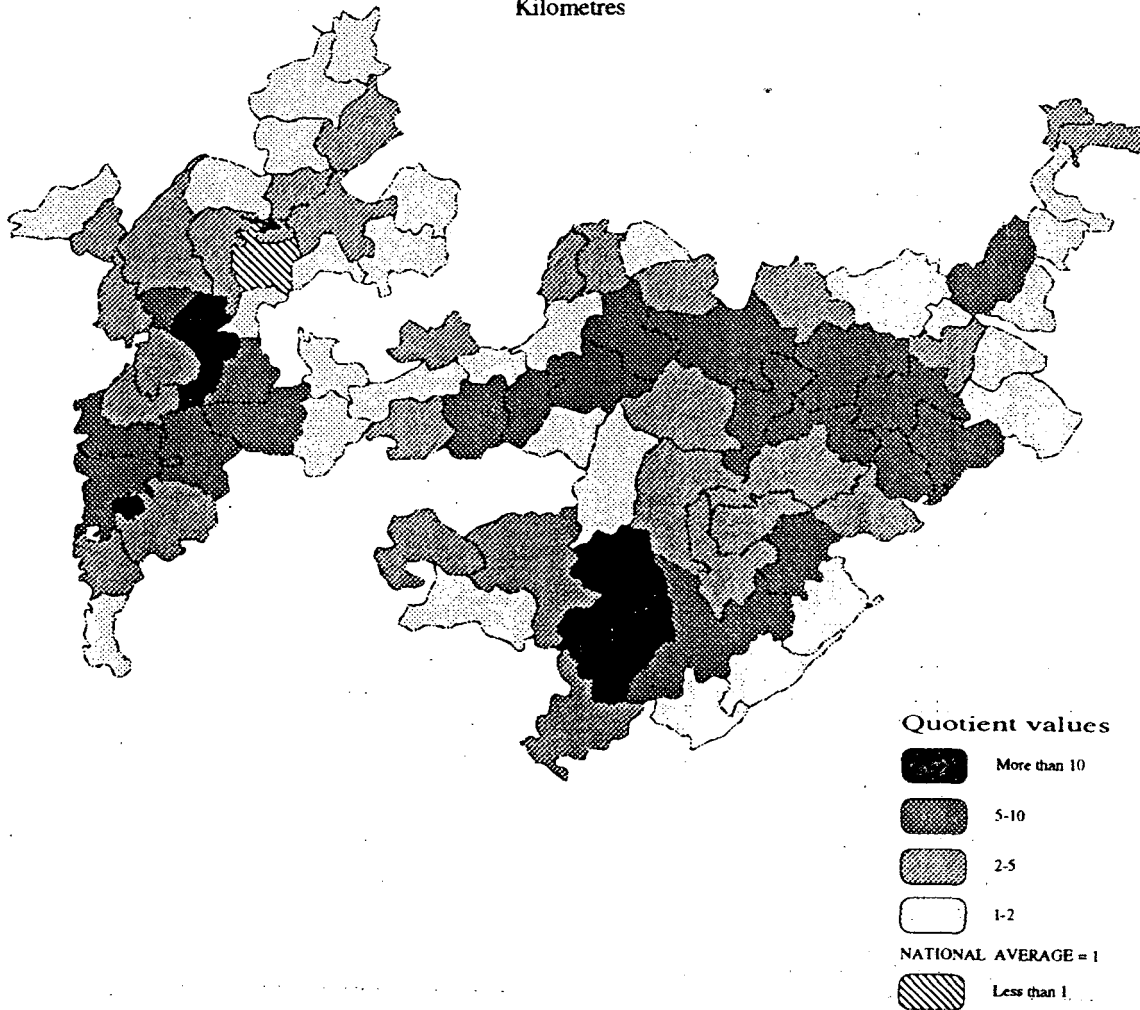 Kilometres
Quotient values
More than 10
5-10
2-5
1-2
NATIONAL AVERAGE = 1
Less than 1